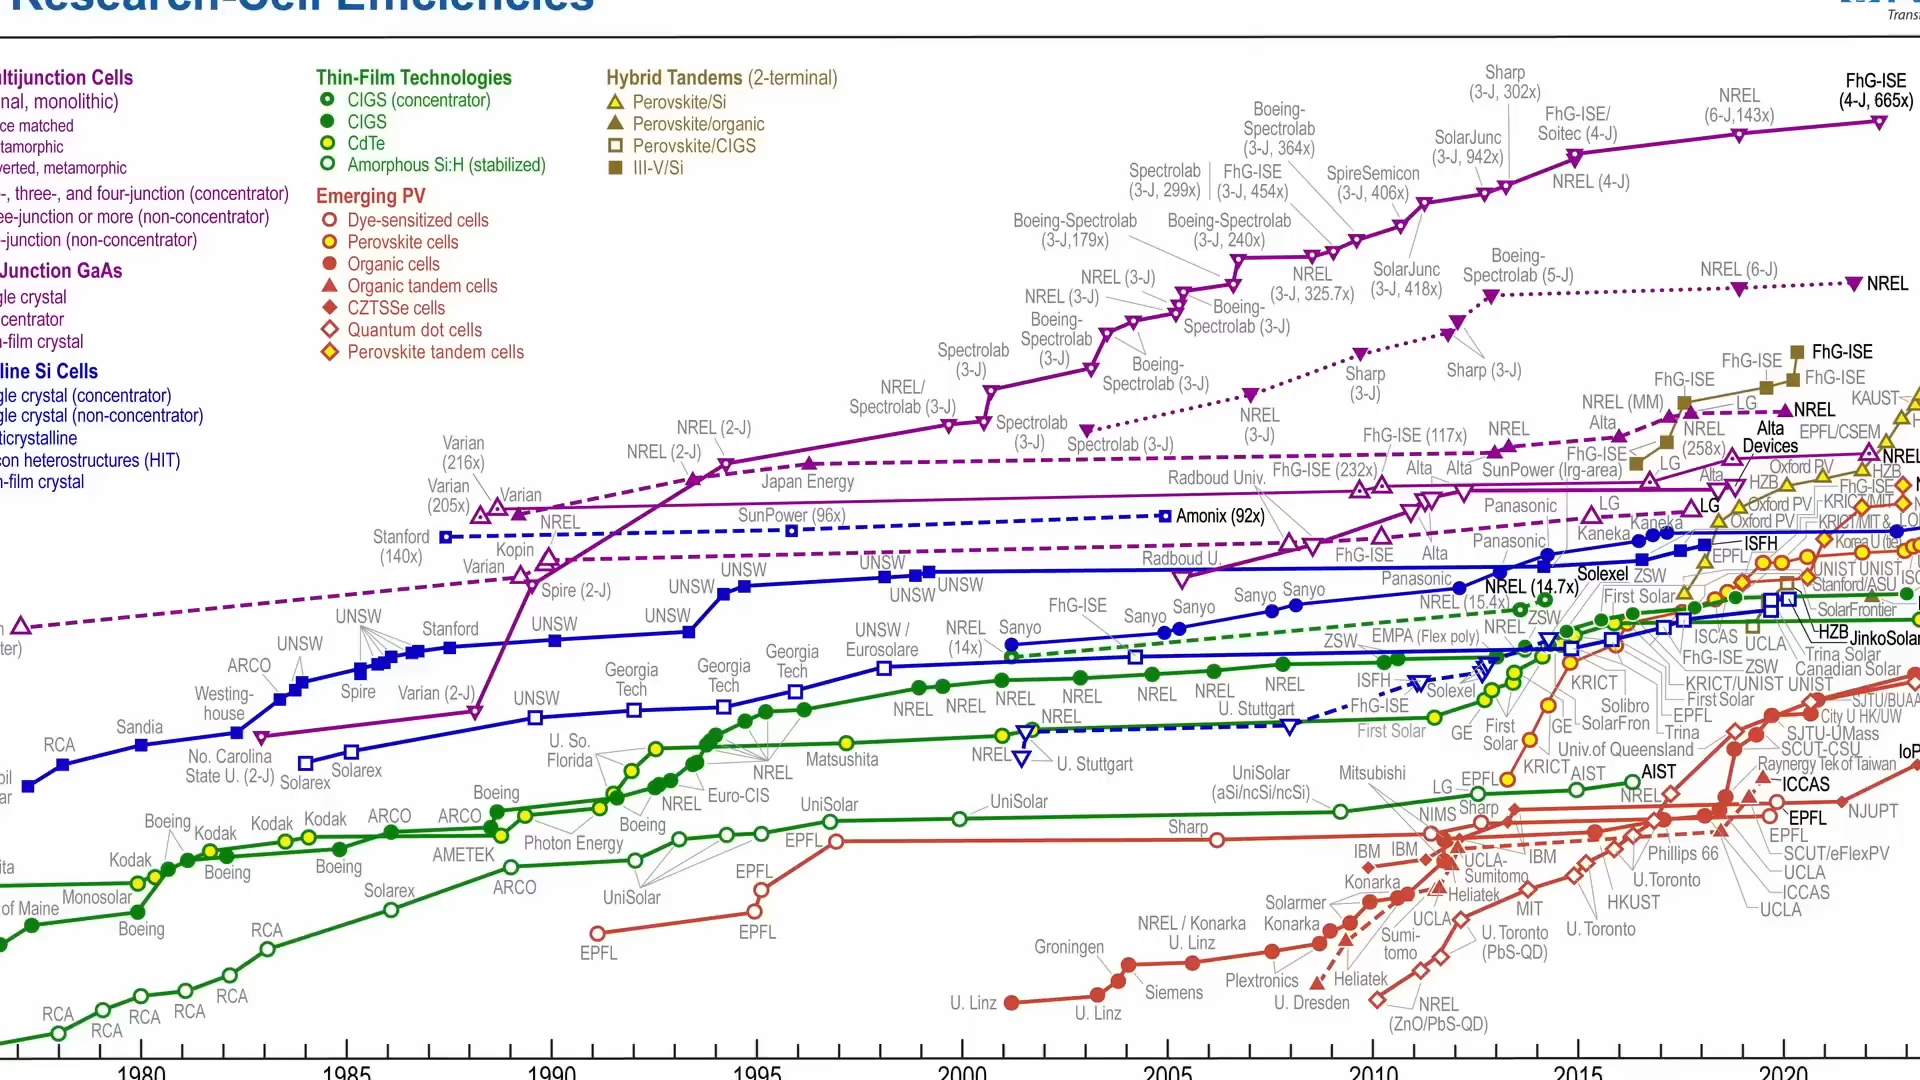 Research-Cell Efficiencies
Trans
ltijunction Cells
nal, monolithic)
ce matched
tamorphic
verted, metamorphic
-, three-, and four-junction (concentrator)
ee-junction or more (non-concentrator)
-junction (non-concentrator)
Junction GaAs
gle crystal
centrator
-film crystal
line Si Cells
gle crystal (concentrator)
gle crystal (non-concentrator)
ticrystalline
con heterostructures (HIT)
-film crystal
Thin-Film Technologies
CIGS (concentrator)
CIGS
CdTe
Amorphous Si:H (stabilized)
Emerging PV
Dye-sensitized cells
Perovskite cells
Organic cells
Organic tandem cells
CZTSSe cells
Quantum dot cells
Perovskite tandem cells
Hybrid Tandems (2-terminal)
Perovskite/Si
Perovskite/organic
Perovskite/CIGS
III-V/Si
Sharp
(3-J, 302x)
FhG-ISE
(4-J, 665x)
NREL
(6-J,143x)
Boeing-
Spectrolab
(3-J, 364x)
FhG-ISE/
Soitec (4-J)
SolarJunc
(3-J, 942x)
Spectrolab
(3-J, 299x)
FhG-ISE
(3-J, 454x)
SpireSemicon
(3-J, 406x)
NREL (4-J)
Boeing-Spectrolab
(3-J,179x)
Boeing-Spectrolab
(3-J, 240x)
NREL
(3-J, 325.7x)
SolarJunc
(3-J, 418x)
Boeing-
Spectrolab (5-J)
NREL (6-J)
NREL
NREL (3-J)
NREL (3-J)
Boeing-
Spectrolab
(3-J)
Boeing-
Spectrolab (3-J)
Spectrolab
(3-J)
Boeing-
Spectrolab (3-J)
NREL/
Spectrolab (3-J)
Spectrolab
(3-J)
Spectrolab (3-J)
NREL
(3-J)
Sharp
(3-J)
Sharp (3-J)
FhG-ISE
FhG-ISE
FhG-ISE
FhG-ISE
NREL (MM)
LG
NREL
KAUST
Varian
(216x)
Varian
(205x)
Varian
NREL (2-J)
NREL (2-J)
Japan Energy
Radboud Univ.
FhG-ISE (232x)
FhG-ISE (117x)
Alta
Alta
NREL
SunPower (lrg-area)
Alta
FhG-ISE
LG
NREL
(258x)
Alta
Devices
EPFL/CSEM
NREL
Alta
Oxford PV
HZB
HZB
FhG-ISE
Stanford
(140x)
NREL
SunPower (96x)
Amonix (92x)
Kopin
Varian
Spire (2-J)
Radboud U.
FhG-ISE
Alta
Panasonic
Panasonic
Panasonic
LG
LG
Kaneka
Kaneka
Oxford PV
Oxford PV
KRICT/MIT
KRICT/MIT &
Korea U (tie)
ISFH
EPFL
UNIST
UNIST
Stanford/ASU
SolarFrontier
UNSW
UNSW
UNSW
UNSW
UNSW
UNSW
UNSW
UNSW
UNSW
Stanford
ARCO
Spire
Varian (2-J)
Westing-
house
Sandia
RCA
No. Carolina
State U. (2-J)
Solarex
Solarex
UNSW
Georgia
Tech
Georgia
Tech
Georgia
Tech
UNSW /
Eurosolare
NREL
(14x)
Sanyo
FhG-ISE
Sanyo
Sanyo
Sanyo
Sanyo
NREL (15.4x)
NREL (14.7x)
Solexel
ZSW
First Solar
ZSW
NREL
ZSW
EMPA (Flex poly)
ISFH
Solexel
FhG-ISE
First Solar
GE
First
Solar
GE
KRICT
SolarFron
Solibro
ISCAS
FhG-ISE
UCLA
ZSW
KRICT/UNIST
UNIST
First Solar
EPFL
Trina
HZB
Trina Solar
Canadian Solar
JinkoSolar
NREL
NREL
NREL
NREL
NREL
NREL
NREL
NREL
U. Stuttgart
U. Stuttgart
NREL
NREL
NREL
Euro-CIS
U. So.
Florida
Matsushita
Photon Energy
Boeing
Boeing
ARCO
ARCO
AMETEK
Boeing
Kodak
Kodak
Kodak
Boeing
Boeing
Kodak
Monosolar
Boeing
of Maine
UniSolar
UniSolar
UniSolar
UniSolar
(aSi/ncSi/ncSi)
Mitsubishi
LG
EPFL
KRICT
AIST
AIST
Univ.of Queensland
SJTU/BUAA
City U HK/UW
SJTU-UMass
SCUT-CSU
Raynergy Tek of Taiwan
ICCAS
NREL
NJUPT
EPFL
EPFL
SCUT/eFlexPV
UCLA
ICCAS
UCLA
Phillips 66
U.Toronto
HKUST
U. Toronto
MIT
U. Toronto
(PbS-QD)
NREL
(ZnO/PbS-QD)
Sharp
NIMS
Sharp
IBM
IBM
IBM
UCLA-
Sumitomo
Heliatek
UCLA
Konarka
Solarmer
Konarka
Sumi-
tomo
Heliatek
U. Dresden
Plextronics
NREL / Konarka
U. Linz
Groningen
Siemens
U. Linz
U. Linz
EPFL
EPFL
EPFL
EPFL
ARCO
Solarex
RCA
RCA
RCA
RCA
RCA
RCA
1980
1985
1990
1995
2000
2005
2010
2015
2020